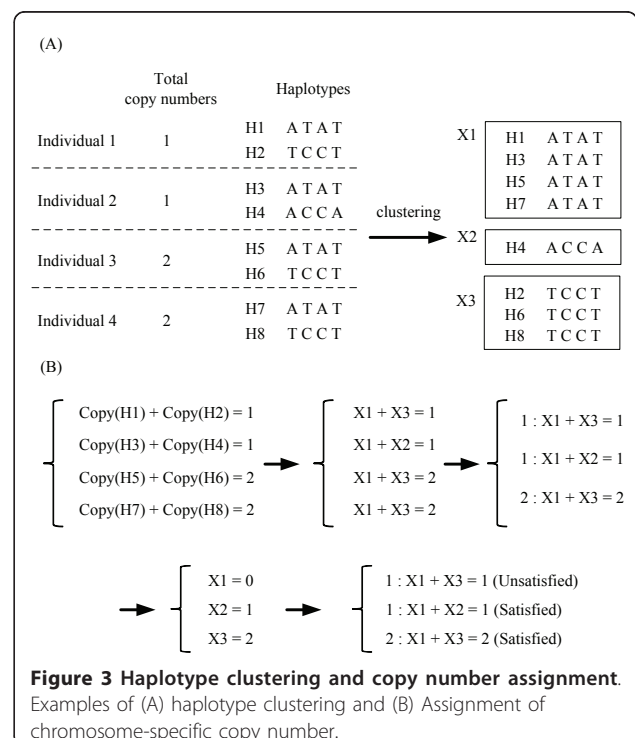 (A)
Total
copy numbers
Haplotypes
Individual 1 1 H1 A T A T
H2 T C C T
Individual 2 1 H3 A T A T
H4 A C C A
Individual 3 2 H5 A T A T
H6 T C C T
Individual 4 2 H7 A T A T
H8 T C C T
clustering
X1
H1 A T A T
H3 A T A T
H5 A T A T
H7 A T A T
X2
H4 A C C A
X3
H2 T C C T
H6 T C C T
H8 T C C T
(B)
Copy(H1) + Copy(H2) = 1
Copy(H3) + Copy(H4) = 1
Copy(H5) + Copy(H6) = 2
Copy(H7) + Copy(H8) = 2
X1 + X3 = 1
X1 + X2 = 1
X1 + X3 = 2
X1 + X3 = 2
1 : X1 + X3 = 1
1 : X1 + X2 = 1
2 : X1 + X3 = 2
X1 = 0
X2 = 1
X3 = 2
1 : X1 + X3 = 1 (Unsatisfied)
1 : X1 + X2 = 1 (Satisfied)
2 : X1 + X3 = 2 (Satisfied)
Figure 3 Haplotype clustering and copy number assignment.
Examples of (A) haplotype clustering and (B) Assignment of
chromosome-specific copy number.